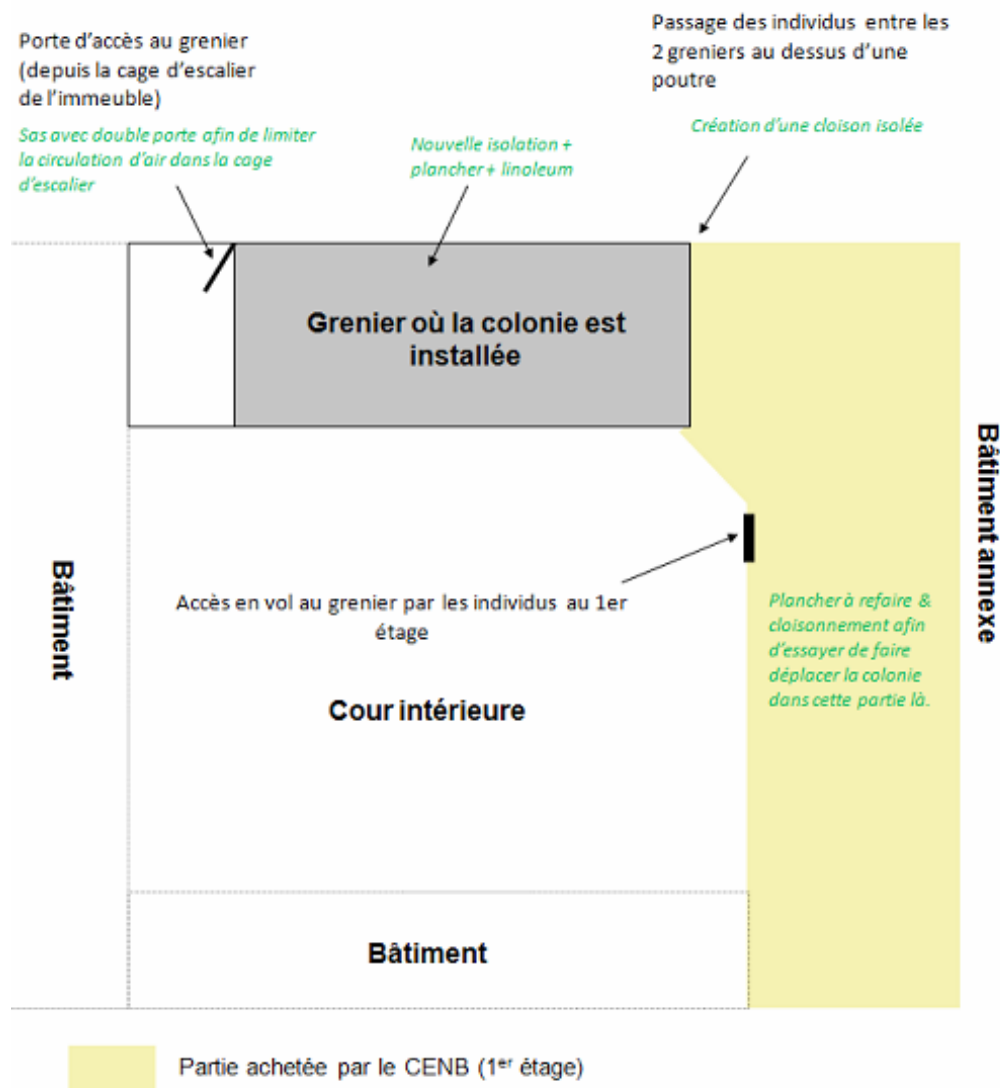 Porte d'accès au grenier
(depuis la cage d'escalier
de l'immeuble)
Sas avec double porte afin de limiter
la circulation d'air dans la cage
d'escalier
Nouvelle isolation +
plancher + linoleum
Passage des individus entre les
2 greniers au dessus d'une
poutre
Création d'une cloison isolée
Grenier où la colonie est
installée
Bâtiment
Accès en vol au grenier par les individus au 1er
étage
Cour intérieure
Plancher à refaire &
cloisonnement afin
d'essayer de faire
déplacer la colonie
dans cette partie là.
Bâtiment annexe
Bâtiment
Partie achetée par le CENB (1er étage)